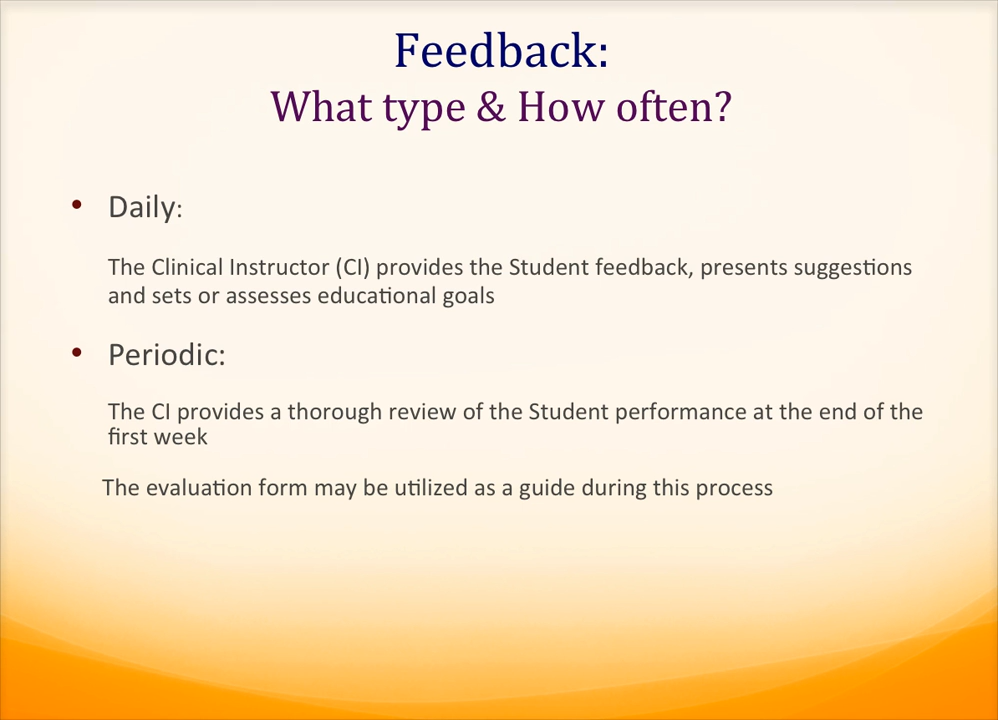 Feedback:
What type & How often?
• Daily:
The Clinical Instructor (CI) provides the Student feedback, presents suggestions
and sets or assesses educational goals
• Periodic:
The CI provides a thorough review of the Student performance at the end of the
first week
The evaluation form may be utilized as a guide during this process